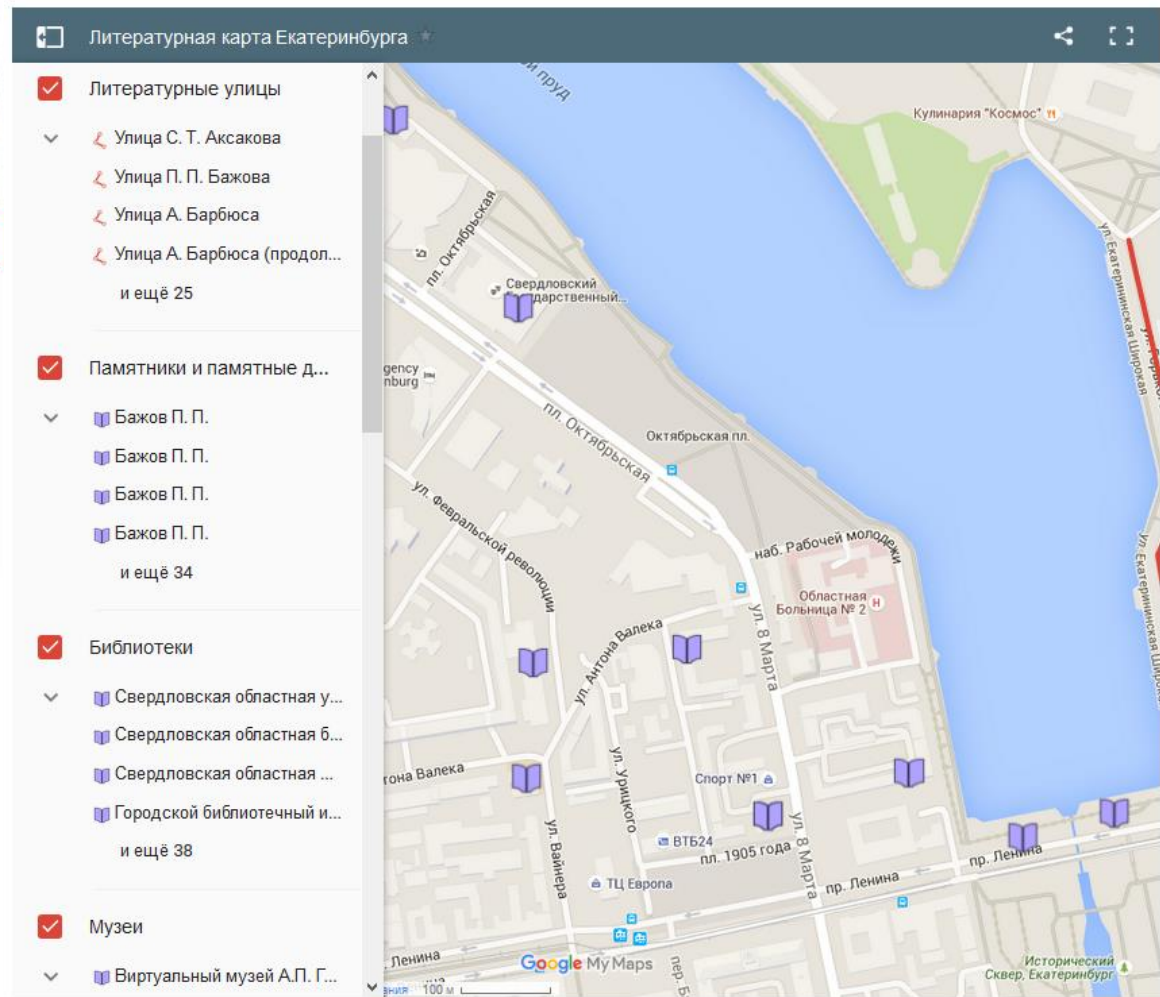 Литературная карта Екатеринбурга
Литературные улицы
Улица С. Т. Аксакова
Улица П. П. Бажова
Улица А. Барбюса
Улица А. Барбюса (продол...
и ещё 25
Памятники и памятные д...
Бажов П. П.
Бажов П. П.
Бажов П. П.
Бажов П. П.
и ещё 34
Библиотеки
Свердловская областная у...
Свердловская областная б...
Свердловская областная ...
Городской библиотечный и...
и ещё 38
Музеи
Виртуальный музей А.П. Г...
пруд
Кулинария "Космос"
пл. Октябрьская
Свердловский
ул. Екатерининская Широкая
пл. Октябрьская
Октябрьская пл.
ул. Февральской революции
наб. Рабочей молодежи
Областная
Больница № 2
ул. 8 Марта
ул. Антона Валека
ул. Екатерининская
Спорт №1
ул. Урицкого
ул. Вайнера
ВТБ24
пл. 1905 года
ул. 8 Марта
пр. Ленина
пр. Ленина
ТЦ Европа
Ленина
Google My Maps
100 м
Исторический
Сквер, Екатеринбург